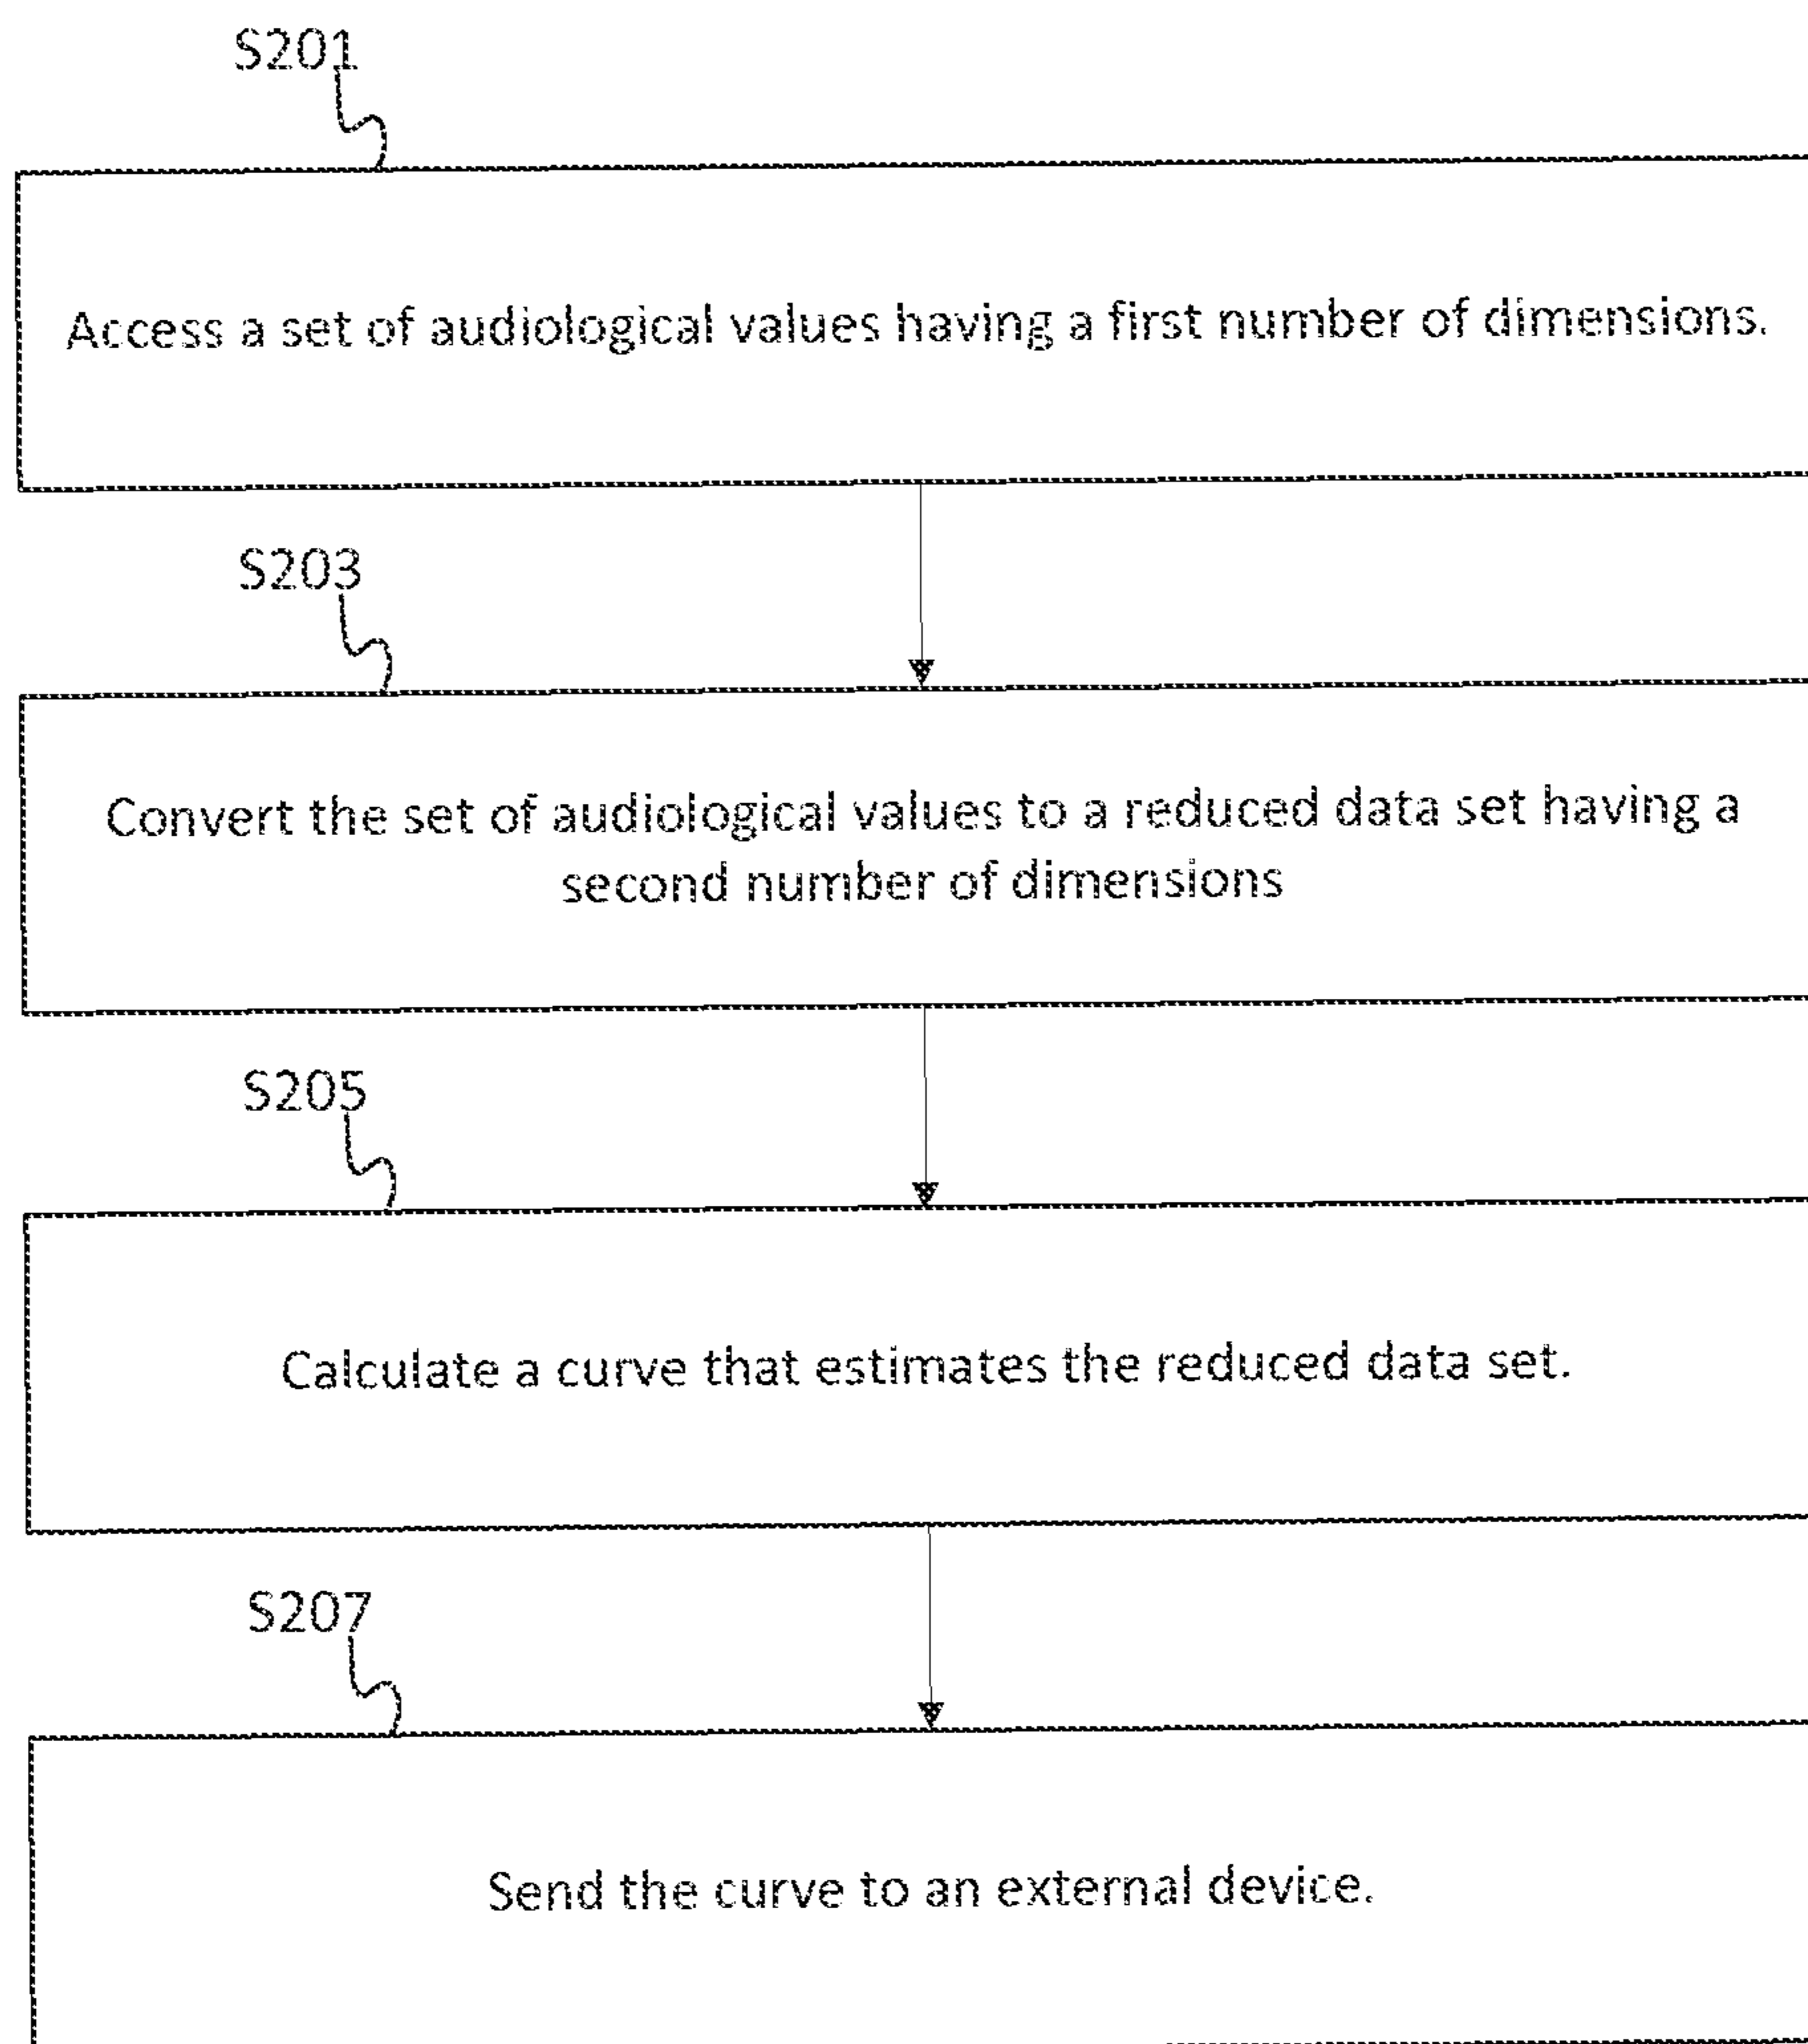 S201
Access a set of audiological values having a first number of dimensions.
S203
Convert the set of audiological values to a reduced data set having a
second number of dimensions
S205
Calculate a curve that estimates the reduced data set.
S207
Send the curve to an external device.